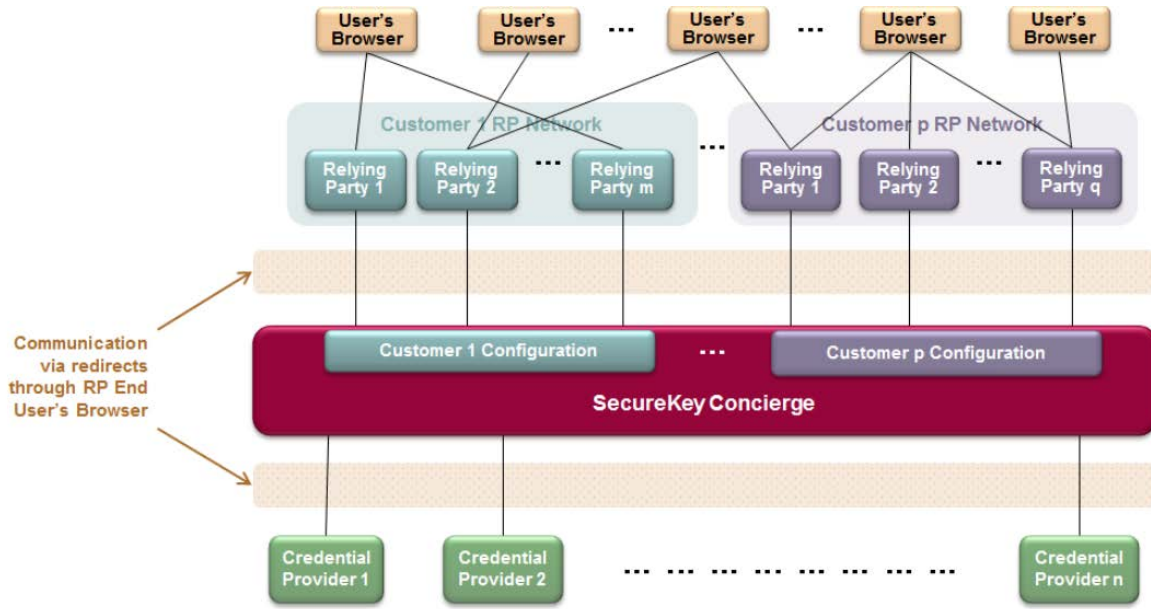 User's
Browser
User's
Browser
...
User's
Browser
...
User's
Browser
User's
Browser
Customer 1 RP Network
Customer p RP Network
...
Relying
Party 1
Relying
Party 2
...
Relying
Party m
Relying
Party 1
Relying
Party 2
...
Relying
Party q
Communication
via redirects
through RP End
User's Browser
Customer 1 Configuration
...
Customer p Configuration
SecureKey Concierge
Credential
Provider 1
Credential
Provider 2
... ... ... ... ... ... ... ...
Credential
Provider n